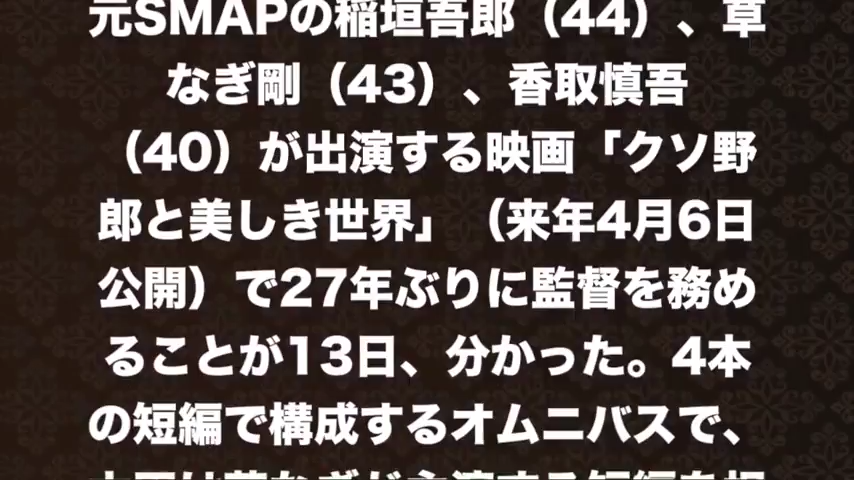 元SMAPの稲垣吾郎（44）、草
なぎ剛（43）、香取慎吾
（40）が出演する映画「クソ野
郎と美しき世界」（来年4月6日
公開）で27年ぶりに監督を務め
ることが13日、分かった。4本
の短編で構成するオムニバスで、